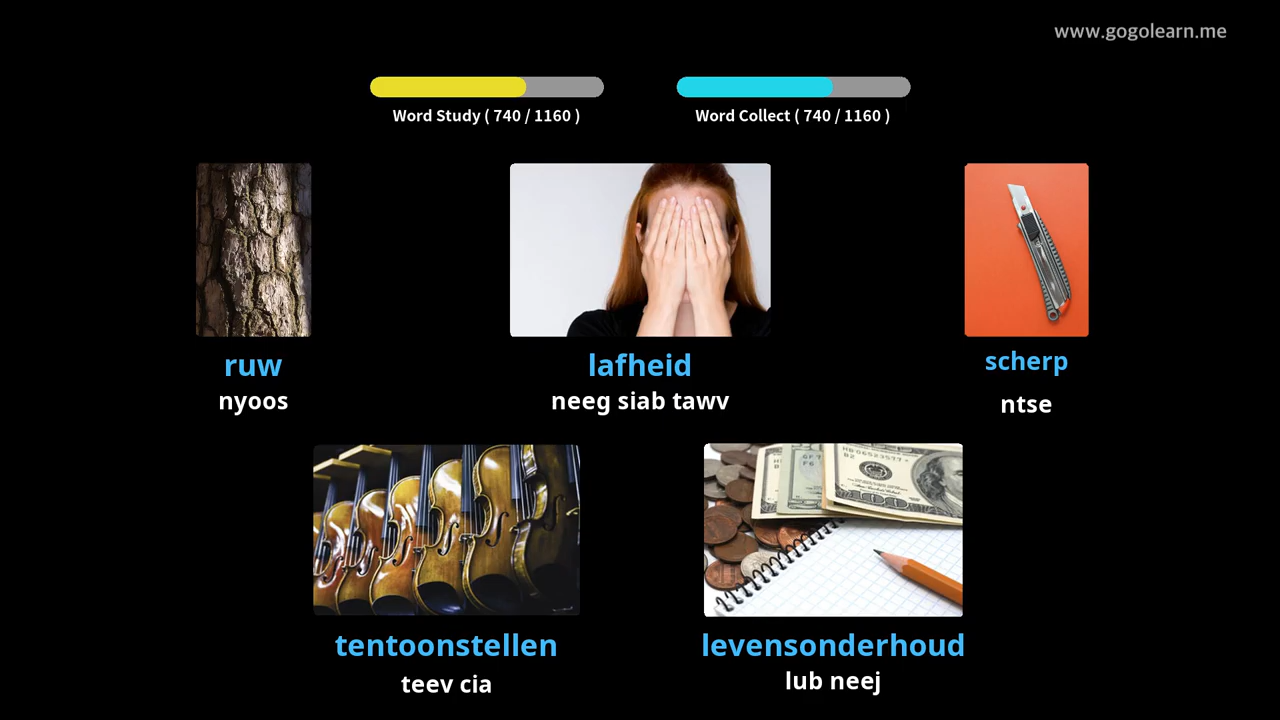 www.gogolearn.me
Word Study ( 740 / 1160 )
Word Collect ( 740 / 1160 )
ruw
nyoos
lafheid
neeg siab tawv
scherp
ntse
tentoonstellen
teev cia
levensonderhoud
lub neej